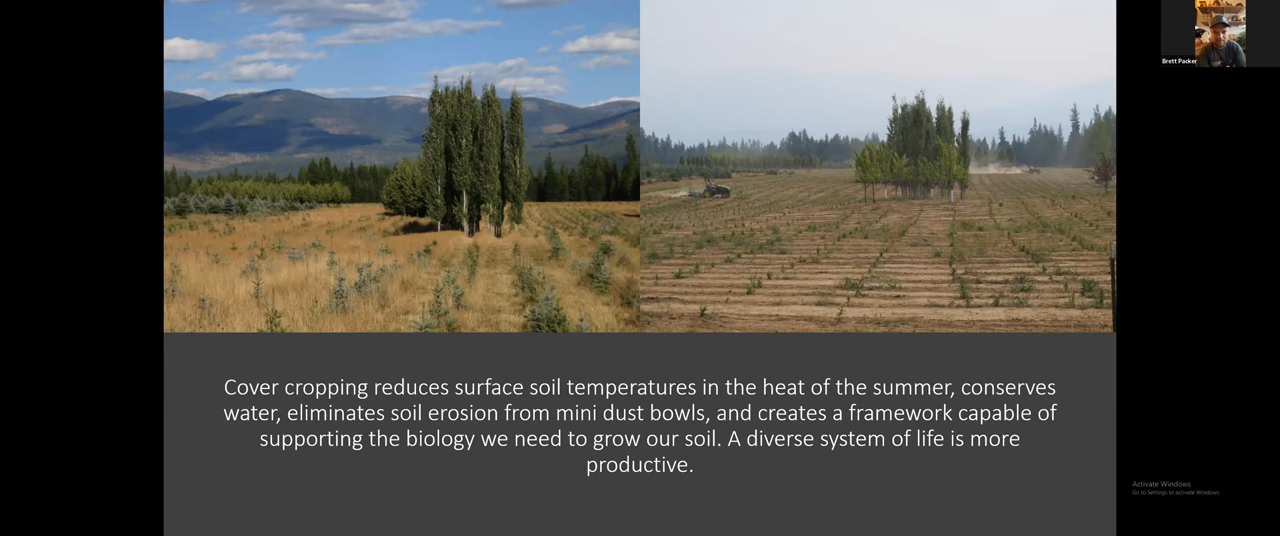 Brett Packer
Cover cropping reduces surface soil temperatures in the heat of the summer, conserves
water, eliminates soil erosion from mini dust bowls, and creates a framework capable of
supporting the biology we need to grow our soil. A diverse system of life is more
productive.
Activate Windows
Go to Settings to activate Windows.